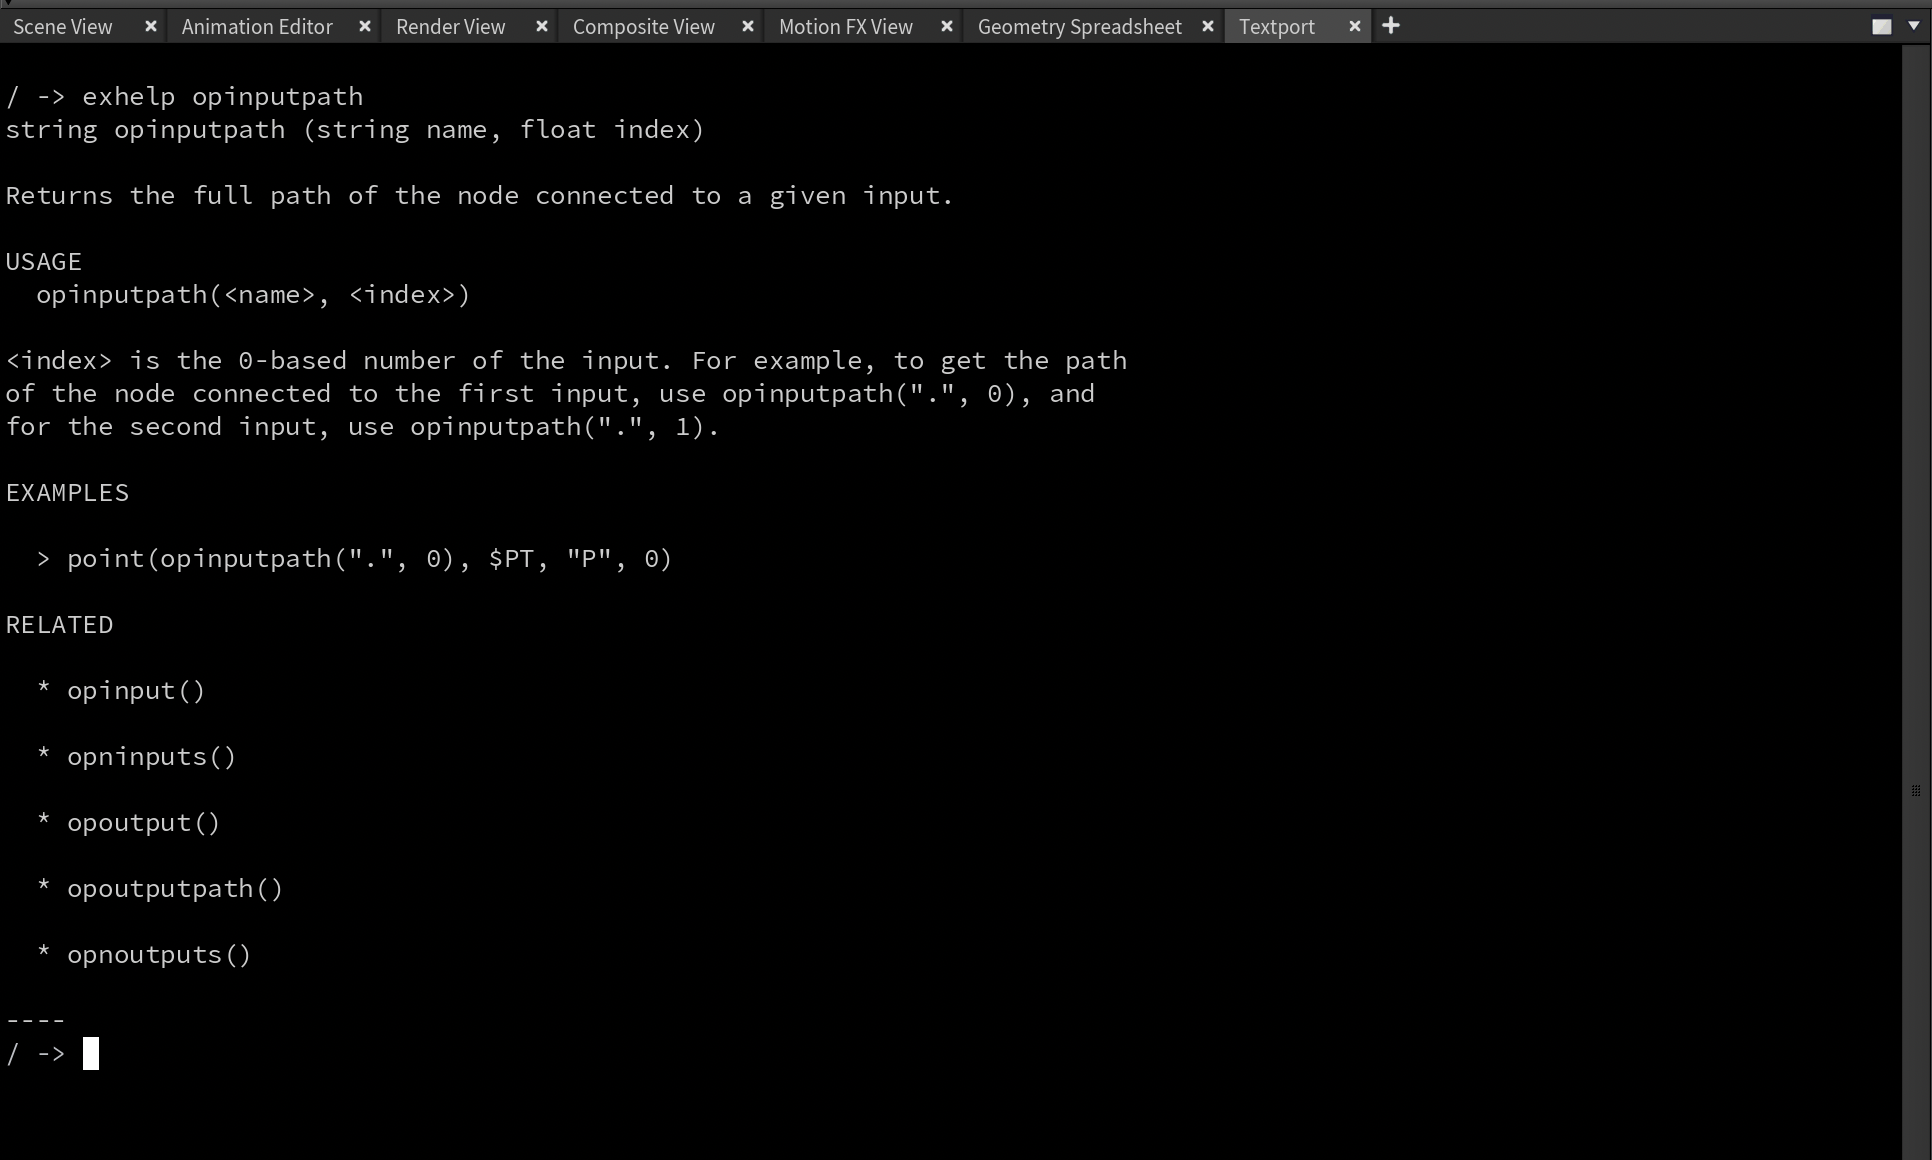 Scene View Animation Editor Render View Composite View Motion FX View Geometry Spreadsheet Textport
/ -> exhelp opinputpath
string opinputpath (string name, float index)
Returns the full path of the node connected to a given input.
USAGE
opinputpath(<name>, <index>)
<index> is the 0-based number of the input. For example, to get the path
of the node connected to the first input, use opinputpath(".", 0), and
for the second input, use opinputpath(".", 1).
EXAMPLES
> point(opinputpath(".", 0), $PT, "P", 0)
RELATED
* opinput()
* opninputs()
* opoutput()
* opoutputpath()
* opnoutputs()
----
/ ->